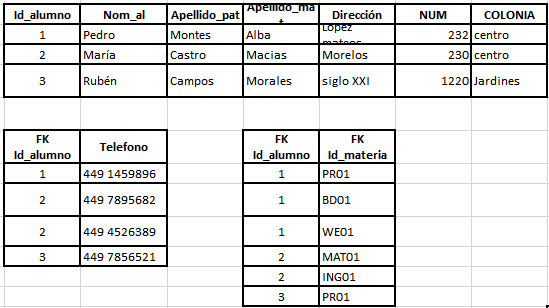 Id_alumno Nom_al Apellido_pat Apellido_mat Dirección NUM COLONIA
1 Pedro Montes Alba López mateos 232 centro
2 María Castro Macias Morelos 230 centro
3 Rubén Campos Morales siglo XXI 1220 Jardines
FK Id_alumno Telefono
1 449 1459896
2 449 7895682
2 449 4526389
3 449 7856521
FK Id_alumno FK Id_materia
1 PR01
1 BD01
1 WE01
2 MAT01
2 ING01
3 PR01